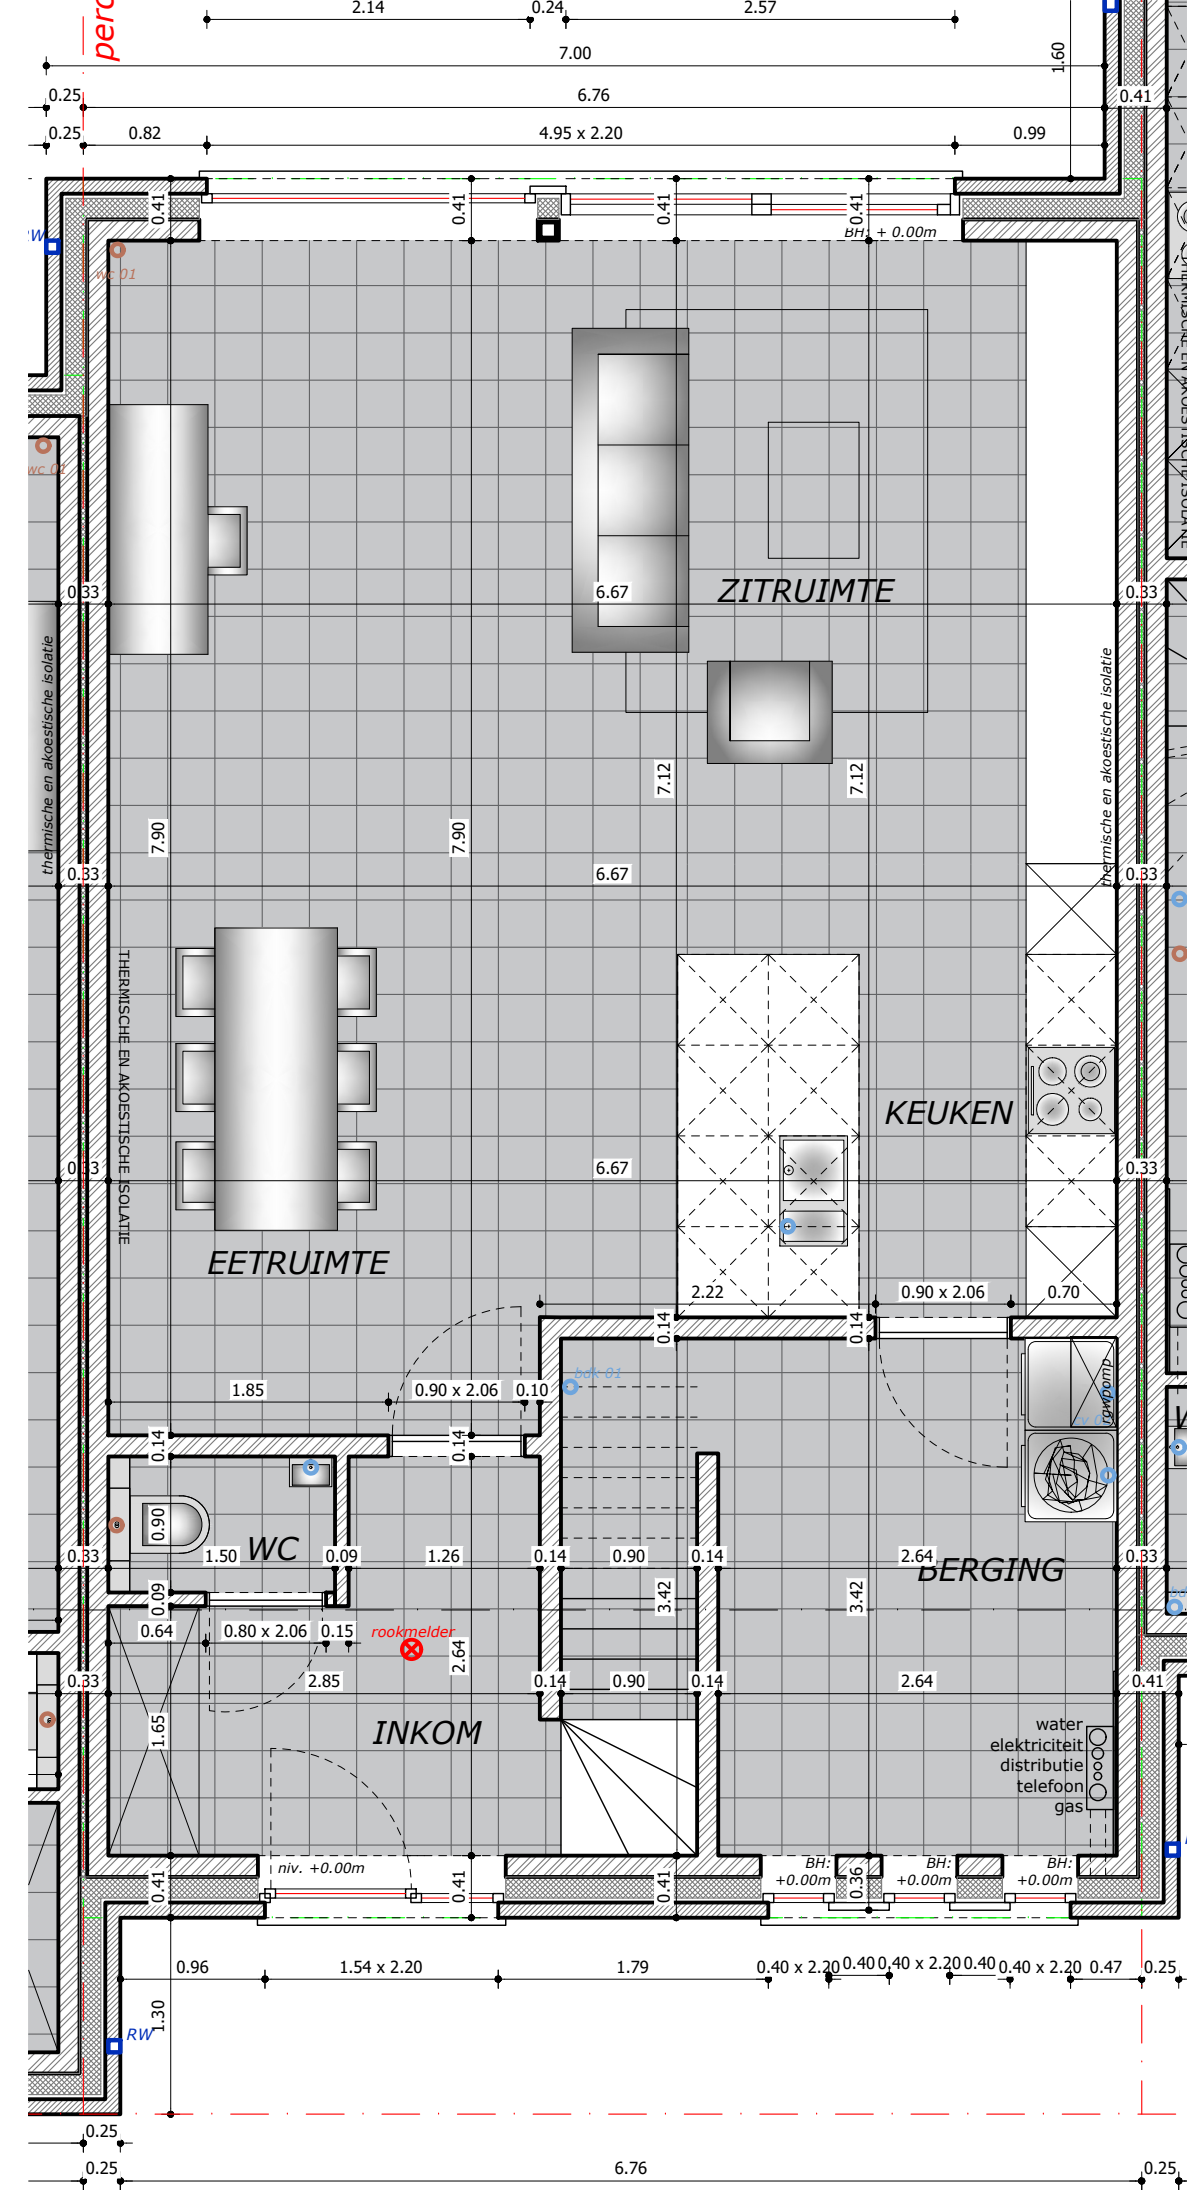 2.14
0.24
2.57
perc
7.00
1.60
0.25
6.76
0.41
0.25
0.82
4.95 x 2.20
0.99
0.41
0.41
0.41
0.41
RW
BH: + 0.00m
wc 01
wc 01
THERMISCHE EN AKOESTISCHE ISOLATIE
0.33
6.67
ZITRUIMTE
0.33
thermische en akoestische isolatie
thermische en akoestische isolatie
7.12
7.12
7.90
7.90
0.33
6.67
0.33
THERMISCHE EN AKOESTISCHE ISOLATIE
KEUKEN
0.33
6.67
0.33
EETRUIMTE
2.22
0.90 x 2.06
0.70
0.14
0.14
bdk 01
1.85
0.90 x 2.06
0.10
rgwpomp
0.14
0.14
W
0.90
WC
0.33
1.50
0.09
1.26
0.14
0.90
0.14
2.64
0.33
BERGING
0.09
3.42
3.42
0.64
0.80 x 2.06
0.15
rookmelder
2.64
0.33
2.85
0.14
0.90
0.14
2.64
0.41
1.65
INKOM
water
elektriciteit
distributie
telefoon
gas
niv. +0.00m
BH:
+0.00m
BH:
+0.00m
BH:
+0.00m
0.41
0.41
0.41
0.36
0.96
1.54 x 2.20
1.79
0.40 x 2.20
0.40
0.40 x 2.20
0.40
0.40 x 2.20
0.47
0.25
1.30
RW
0.25
0.25
6.76
0.25